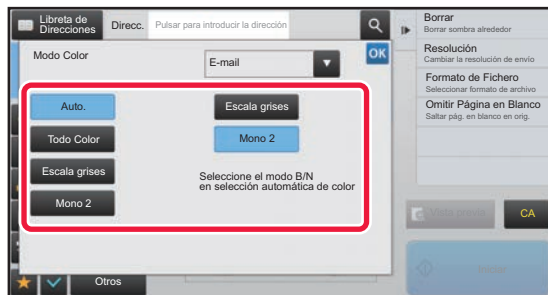 Libreta de
Direcciones
Direcc.
Pulsar para introducir la dirección
Modo Color
E-mail
OK
Auto.
Todo Color
Escala grises
Mono 2
Escala grises
Mono 2
Seleccione el modo B/N
en selección automática de color
Otros
Borrar
Borrar sombra alrededor
Resolución
Cambiar la resolución de envío
Formato de Fichero
Seleccionar formato de archivo
Omitir Página en Blanco
Saltar pág. en blanco en orig.
Vista previa
CA